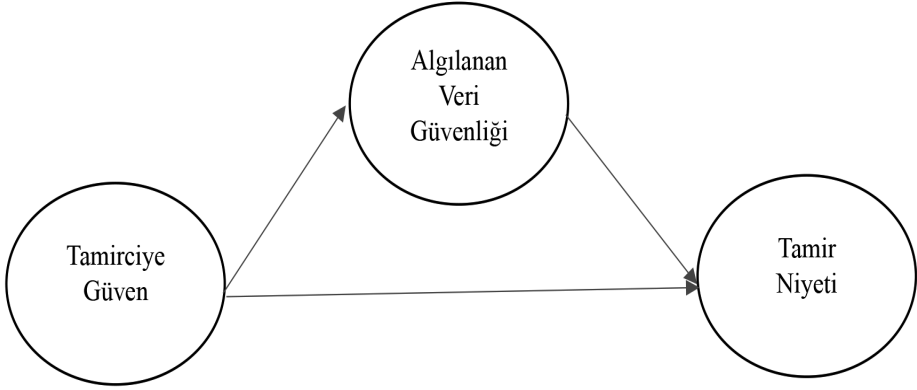 Algılanan
Veri
Güvenliği
Tamirciye
Güven
Tamir
Niyeti